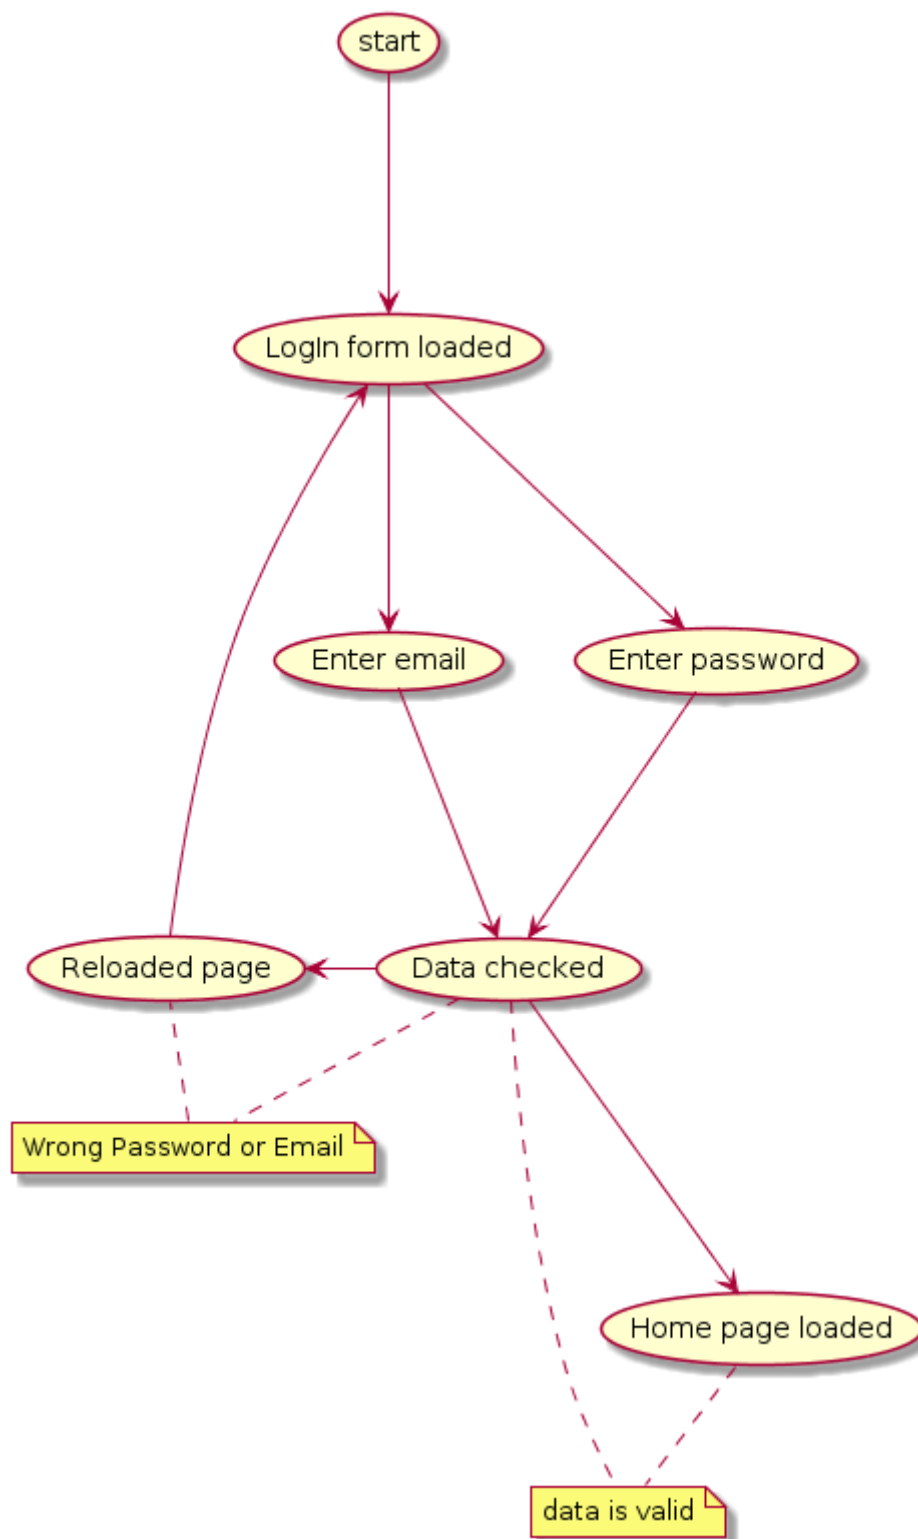 start
LogIn form loaded
Enter email
Enter password
Reloaded page
Data checked
Wrong Password or Email
Home page loaded
data is valid